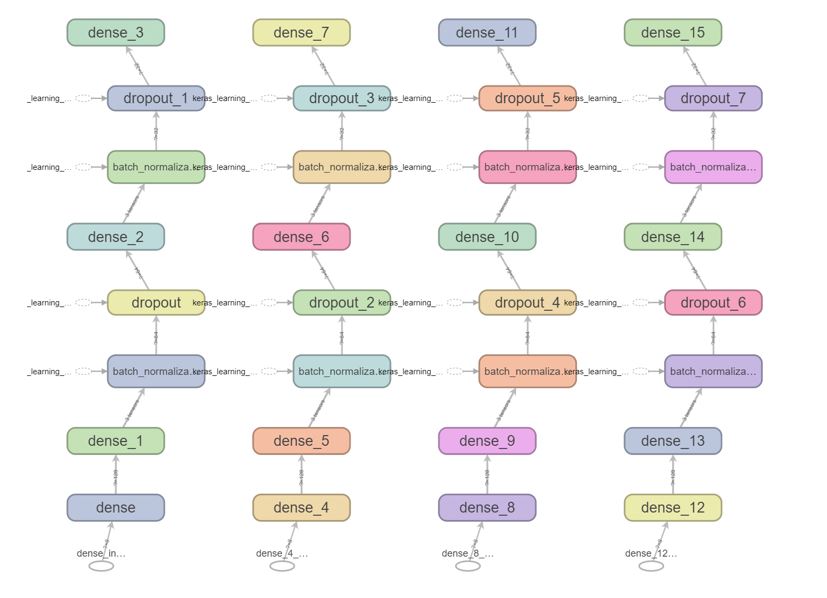 dense_3 dense_7 dense_11 dense_15
_learning_… dropout_1 keras_learning_… dropout_3 keras_learning_… dropout_5 keras_learning_… dropout_7
_learning_… batch_normaliza… keras_learning_… batch_normaliza… keras_learning_… batch_normaliza… keras_learning_… batch_normaliza…
dense_2 dense_6 dense_10 dense_14
_learning_… dropout keras_learning_… dropout_2 keras_learning_… dropout_4 keras_learning_… dropout_6
_learning_… batch_normaliza… keras_learning_… batch_normaliza… keras_learning_… batch_normaliza… keras_learning_… batch_normaliza…
dense_1 dense_5 dense_9 dense_13
dense dense_4 dense_8 dense_12
dense_in… dense_4_… dense_8_… dense_12…